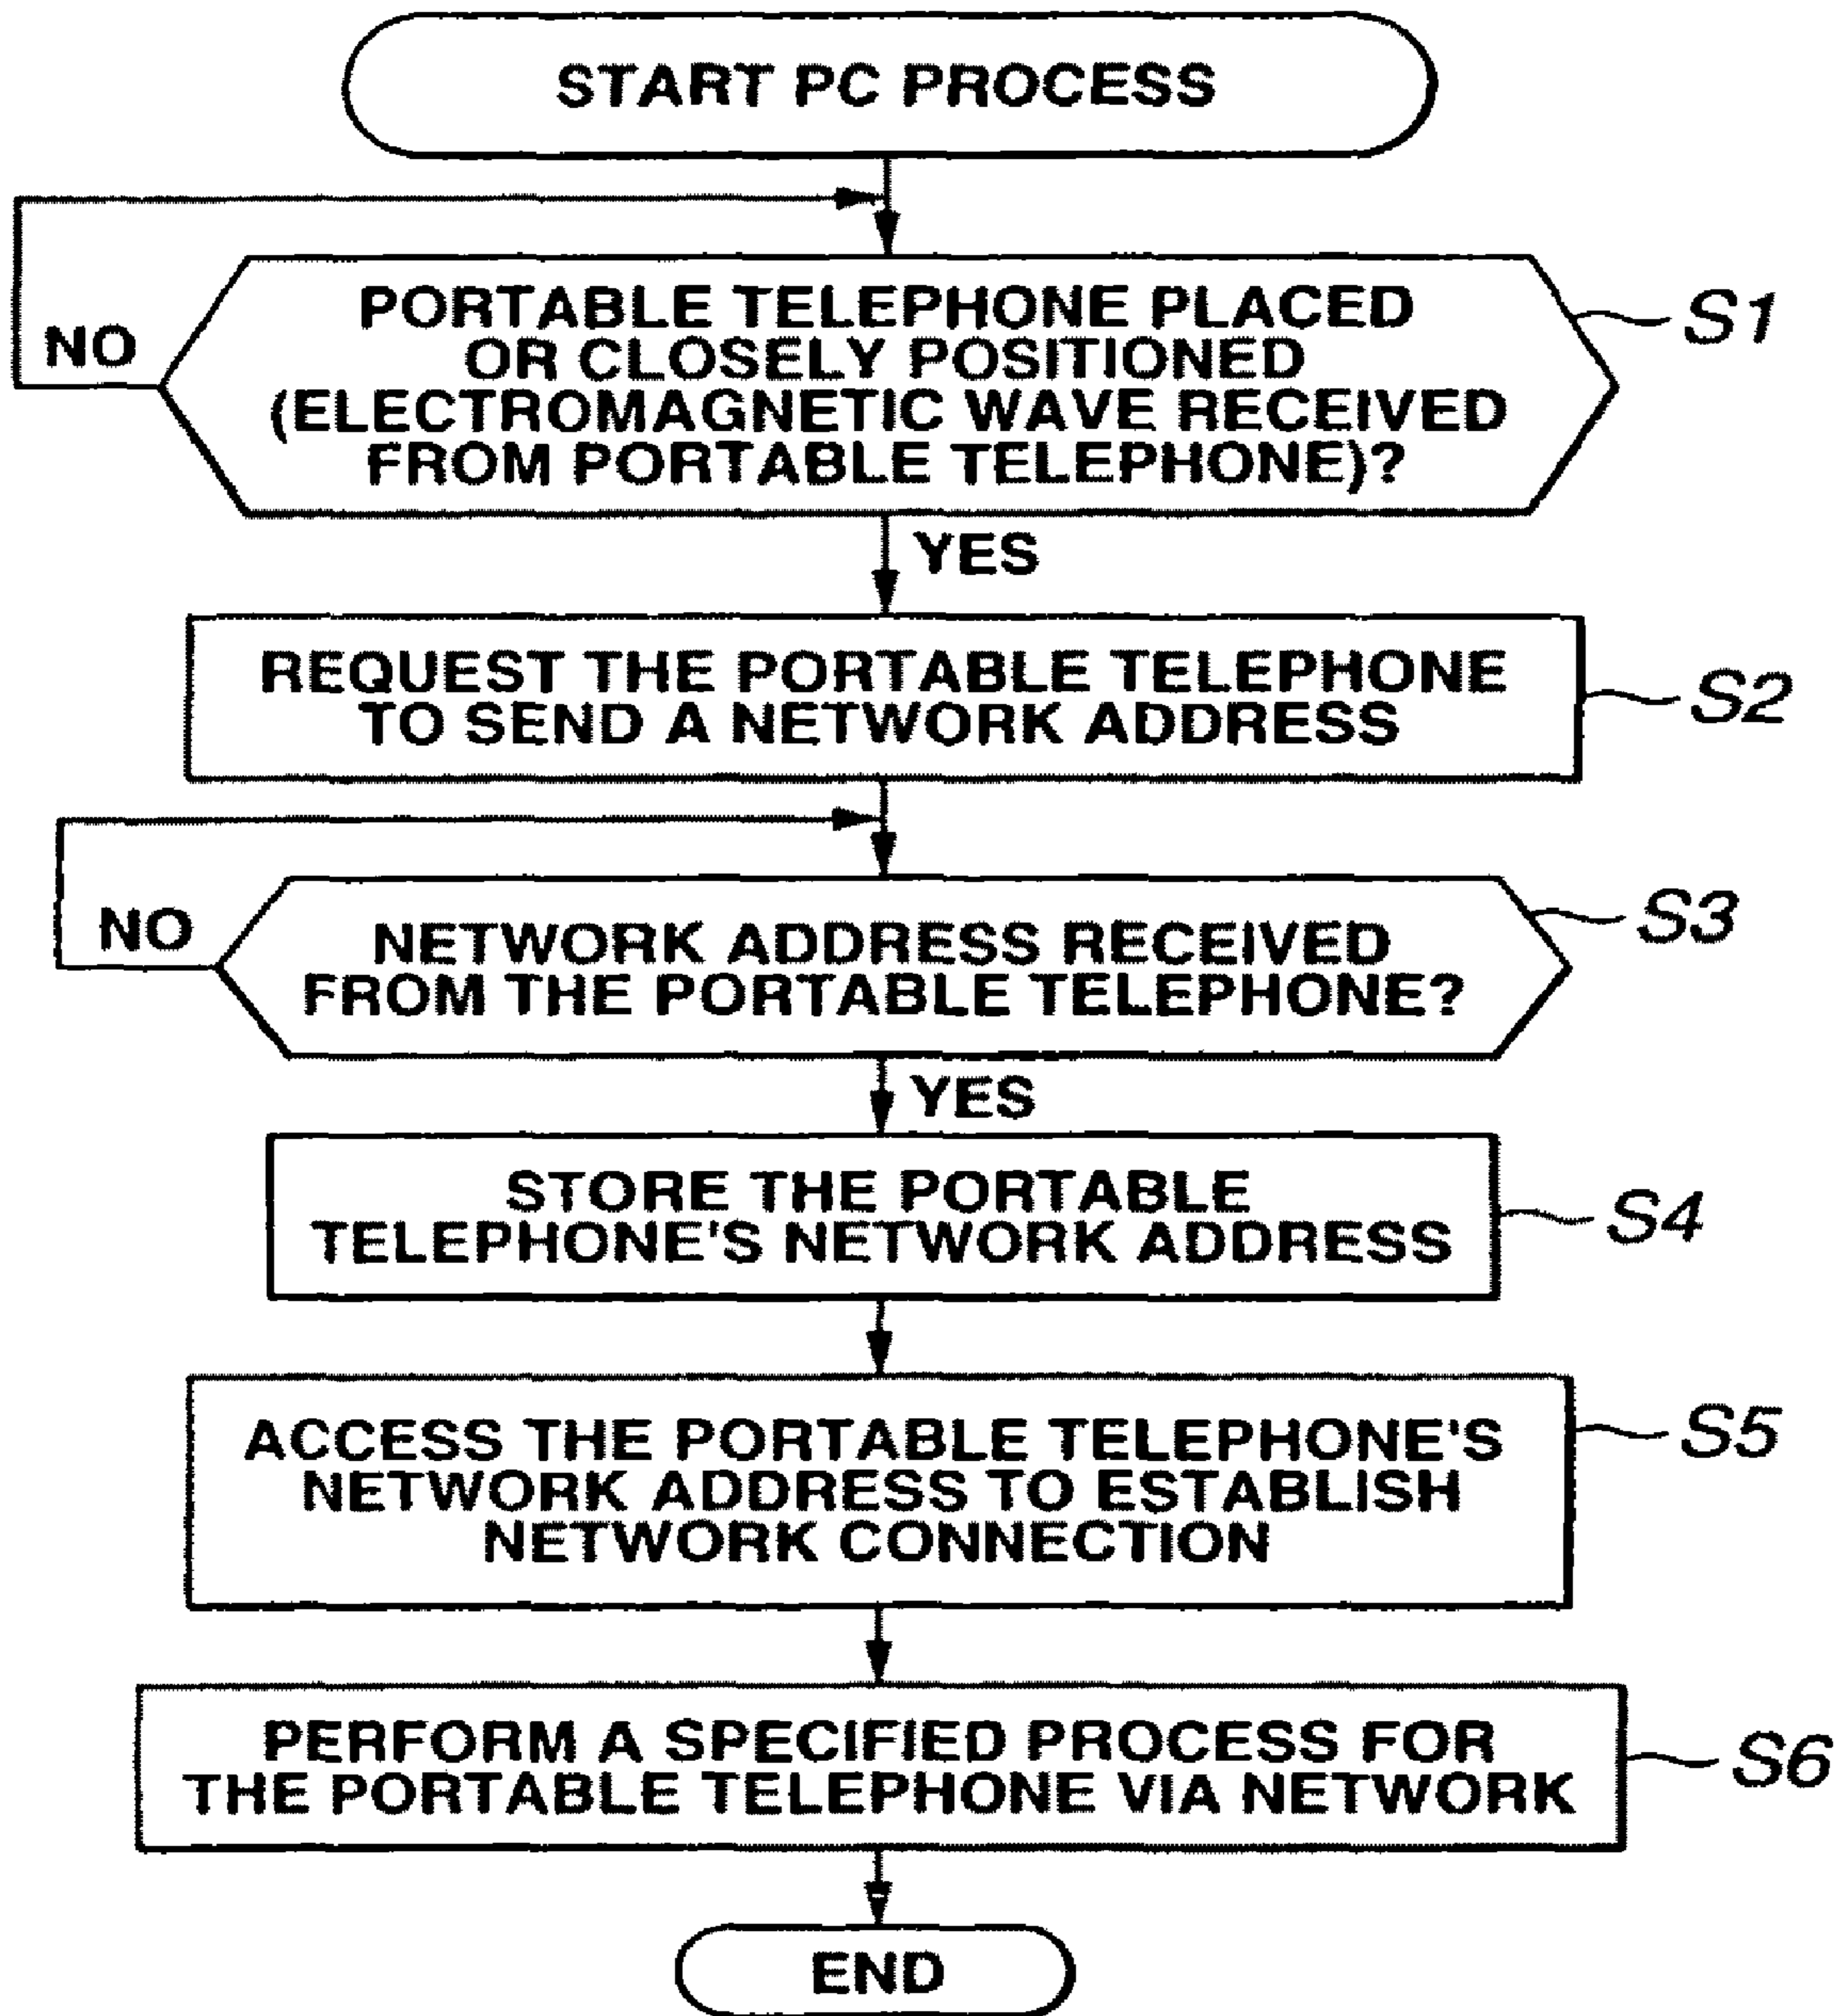 START PC PROCESS
NO
PORTABLE TELEPHONE PLACED
OR CLOSELY POSITIONED
(ELECTROMAGNETIC WAVE RECEIVED
FROM PORTABLE TELEPHONE)?
S1
YES
REQUEST THE PORTABLE TELEPHONE
TO SEND A NETWORK ADDRESS
S2
NO
NETWORK ADDRESS RECEIVED
FROM THE PORTABLE TELEPHONE?
S3
YES
STORE THE PORTABLE
TELEPHONE'S NETWORK ADDRESS
S4
ACCESS THE PORTABLE TELEPHONE'S
NETWORK ADDRESS TO ESTABLISH
NETWORK CONNECTION
S5
PERFORM A SPECIFIED PROCESS FOR
THE PORTABLE TELEPHONE VIA NETWORK
S6
END